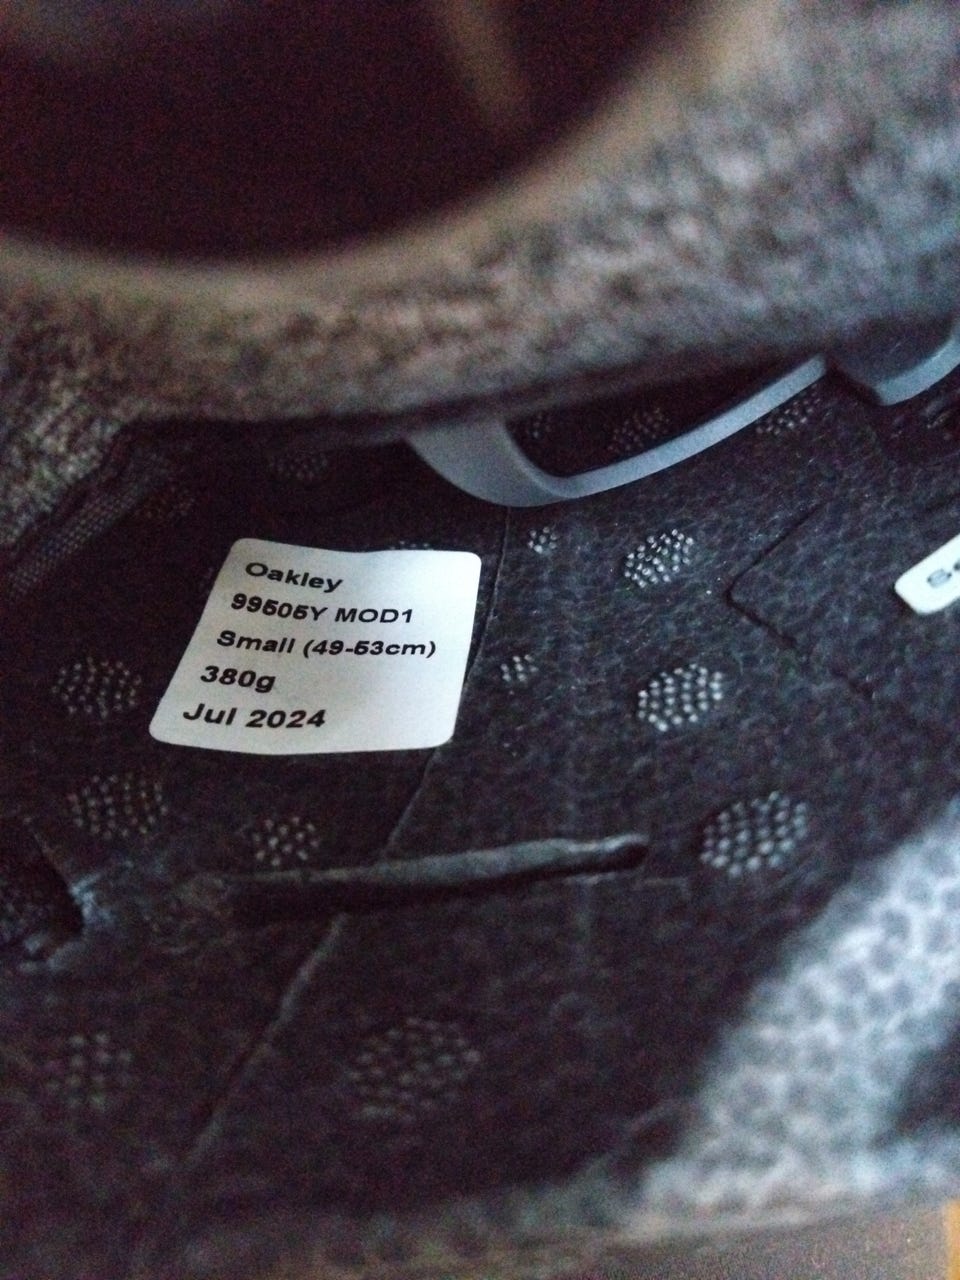 Oakley
99505Y MOD1
Small (49-53cm)
380g
Jul 2024